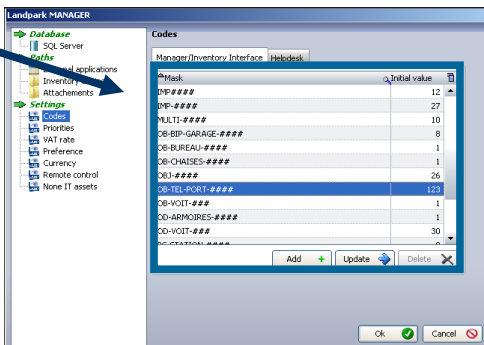 Landpark MANAGER
Database
SQL Server
Paths
applications
Inventory
Attachements
Settings
Codes
Priorities
VAT rate
Preference
Currency
Remote control
None IT assets
Codes
Manager/Inventory Interface Helpdesk
Mask Initial value
IMP#### 12
IMP-#### 27
MULTI-#### 10
OB-BIP-GARAGE-#### 8
OB-BUREAU-#### 1
OB-CHAISES-#### 1
OBJ-#### 26
OB-TEL-PORT-#### 123
OB-VOIT-### 1
OD-ARMOIRES-#### 1
OD-VOIT-### 30
Add + Update Delete
Ok Cancel